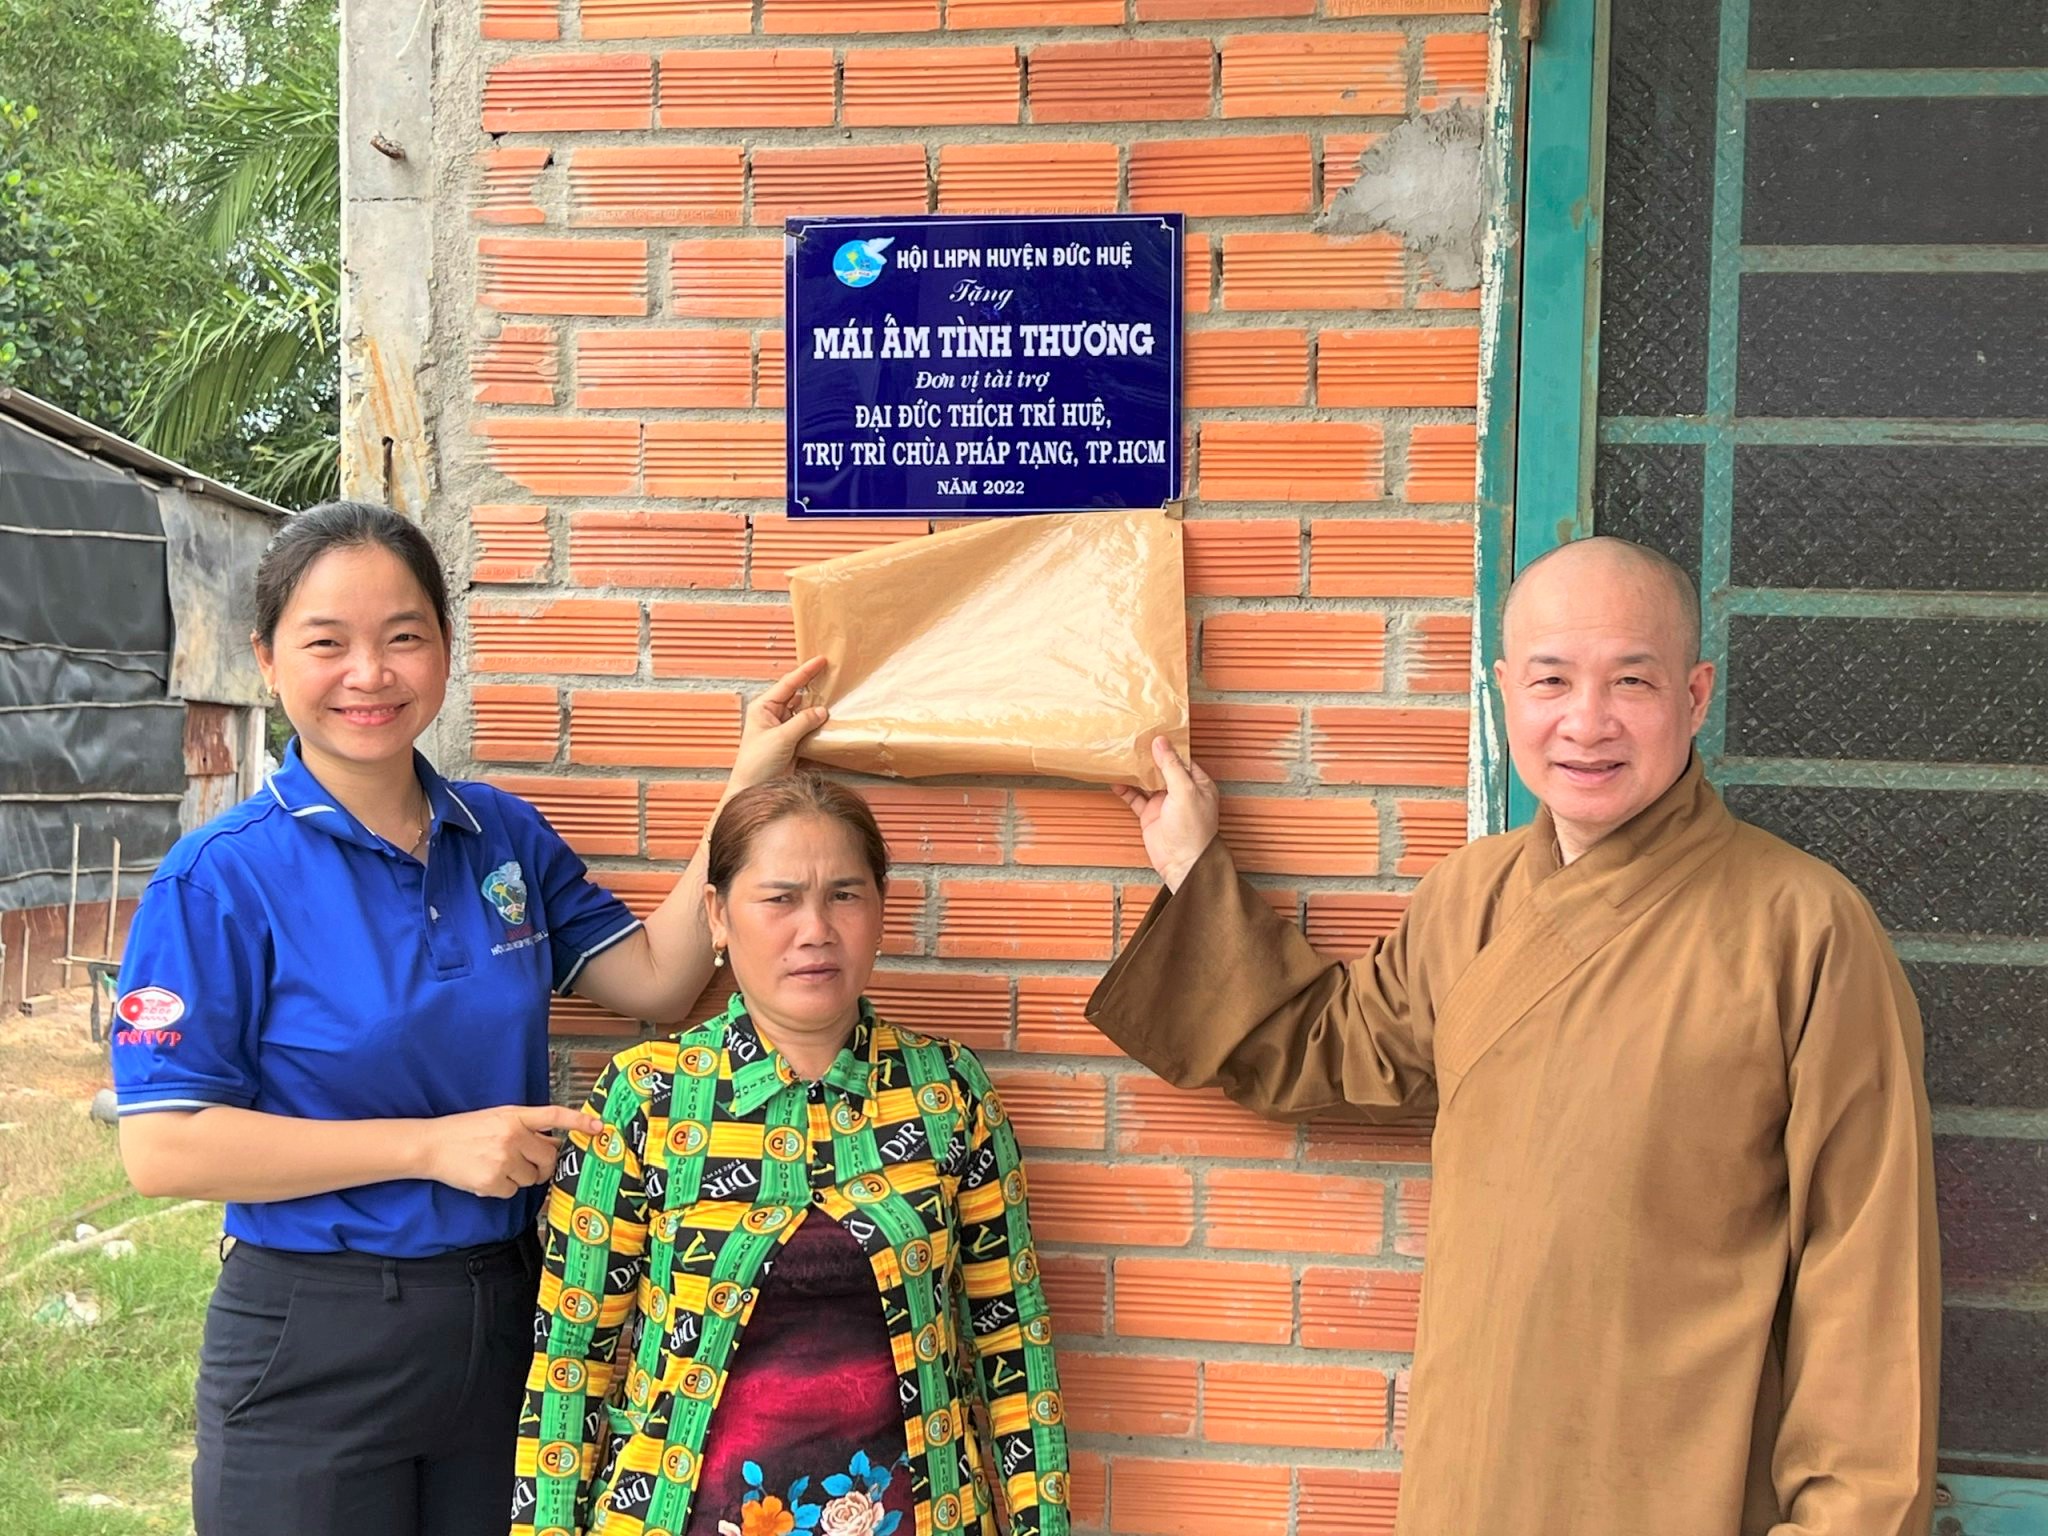 HỘI LHPN HUYỆN ĐỨC HUỆ
Tặng
MÁI ẤM TÌNH THƯƠNG
Đơn vị tài trợ
ĐẠI ĐỨC THÍCH TRÍ HUỆ,
TRỤ TRÌ CHÙA PHÁP TẠNG, TP.HCM
NĂM 2022